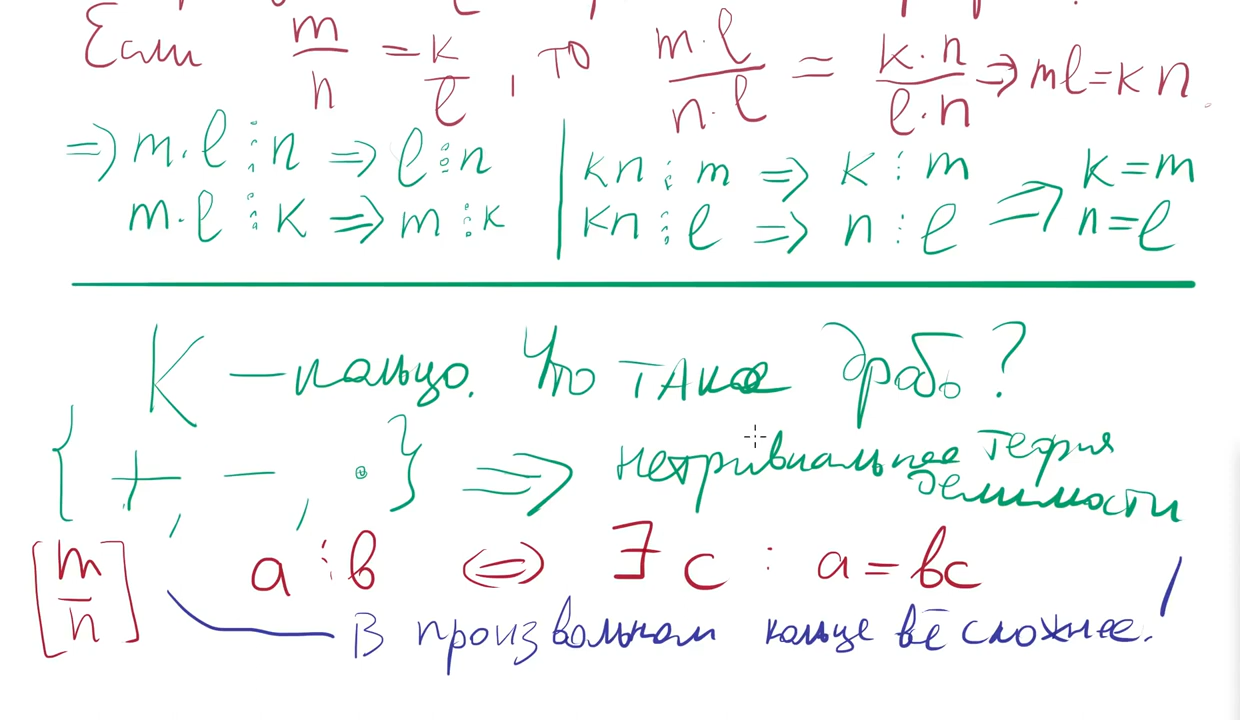 Если m/n = k/l, то m·l/n·l = k·n/l·n ⇒ ml=kn.
⇒ m·l ⋮ n ⇒ l ⋮ n | kn ⋮ m ⇒ k ⋮ m ⇒ k=m
m·l ⋮ k ⇒ m ⋮ k | kn ⋮ l ⇒ n ⋮ l n=l
K – кольцо. Что такое дробь?
{+, –, ·} ⇒ нетривиальная теория
делимости
[m/n] a ⋮ b ⇔ ∃ c : a = bc
В произвольном кольце всё сложнее!